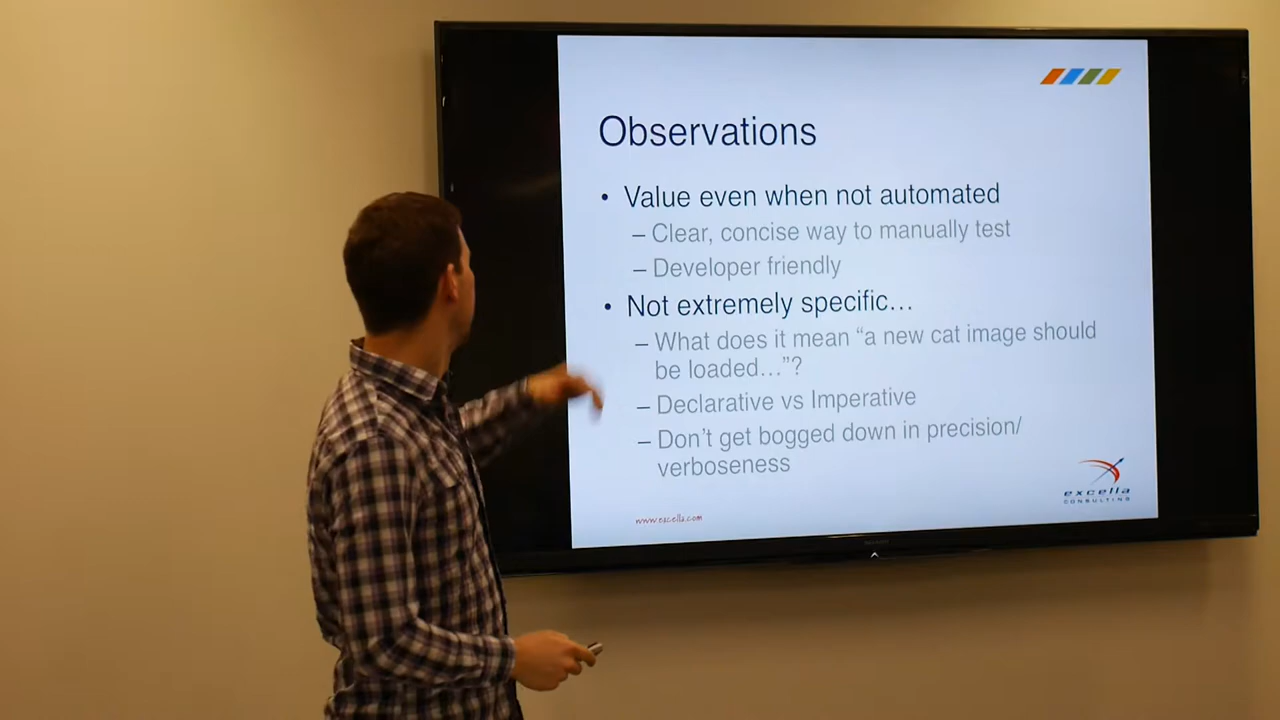 Observations
• Value even when not automated
– Clear, concise way to manually test
– Developer friendly
• Not extremely specific…
– What does it mean “a new cat image should
be loaded…”?
– Declarative vs Imperative
– Don’t get bogged down in precision/
verboseness
excella
CONSULTING
www.excella.com